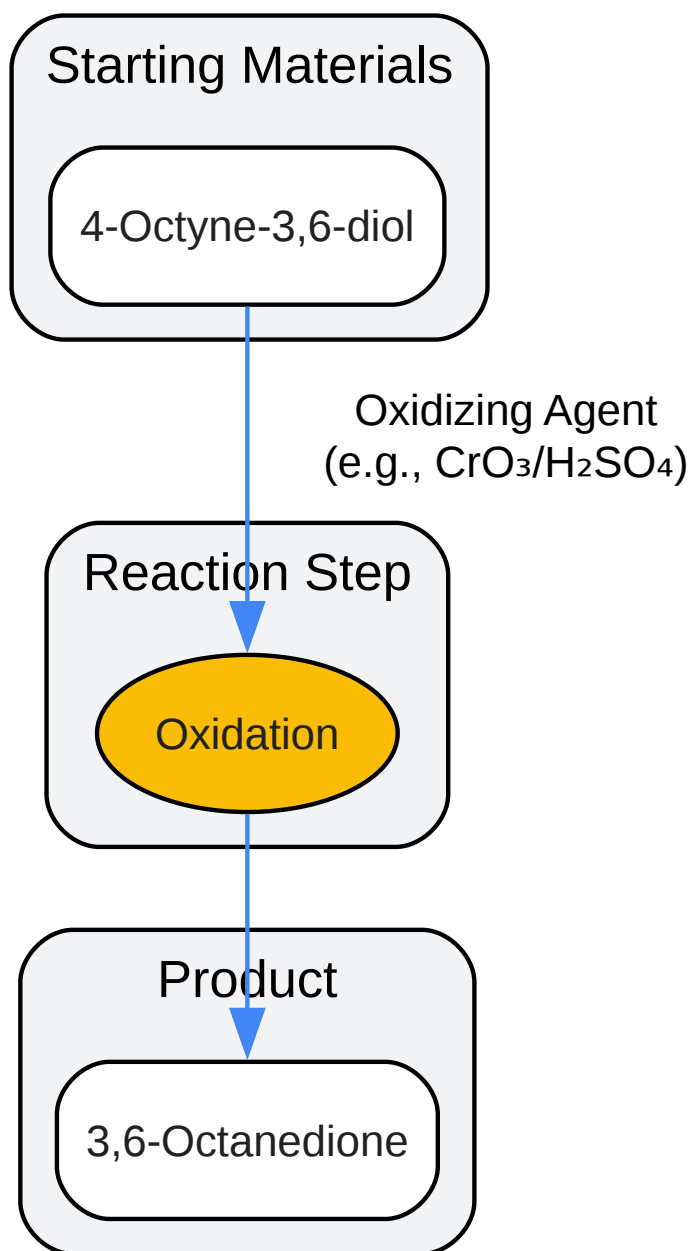 Starting Materials
4-Octyne-3,6-diol
Oxidizing Agent
(e.g., CrO₃/H₂SO₄)
Reaction Step
Oxidation
Product
3,6-Octanedione